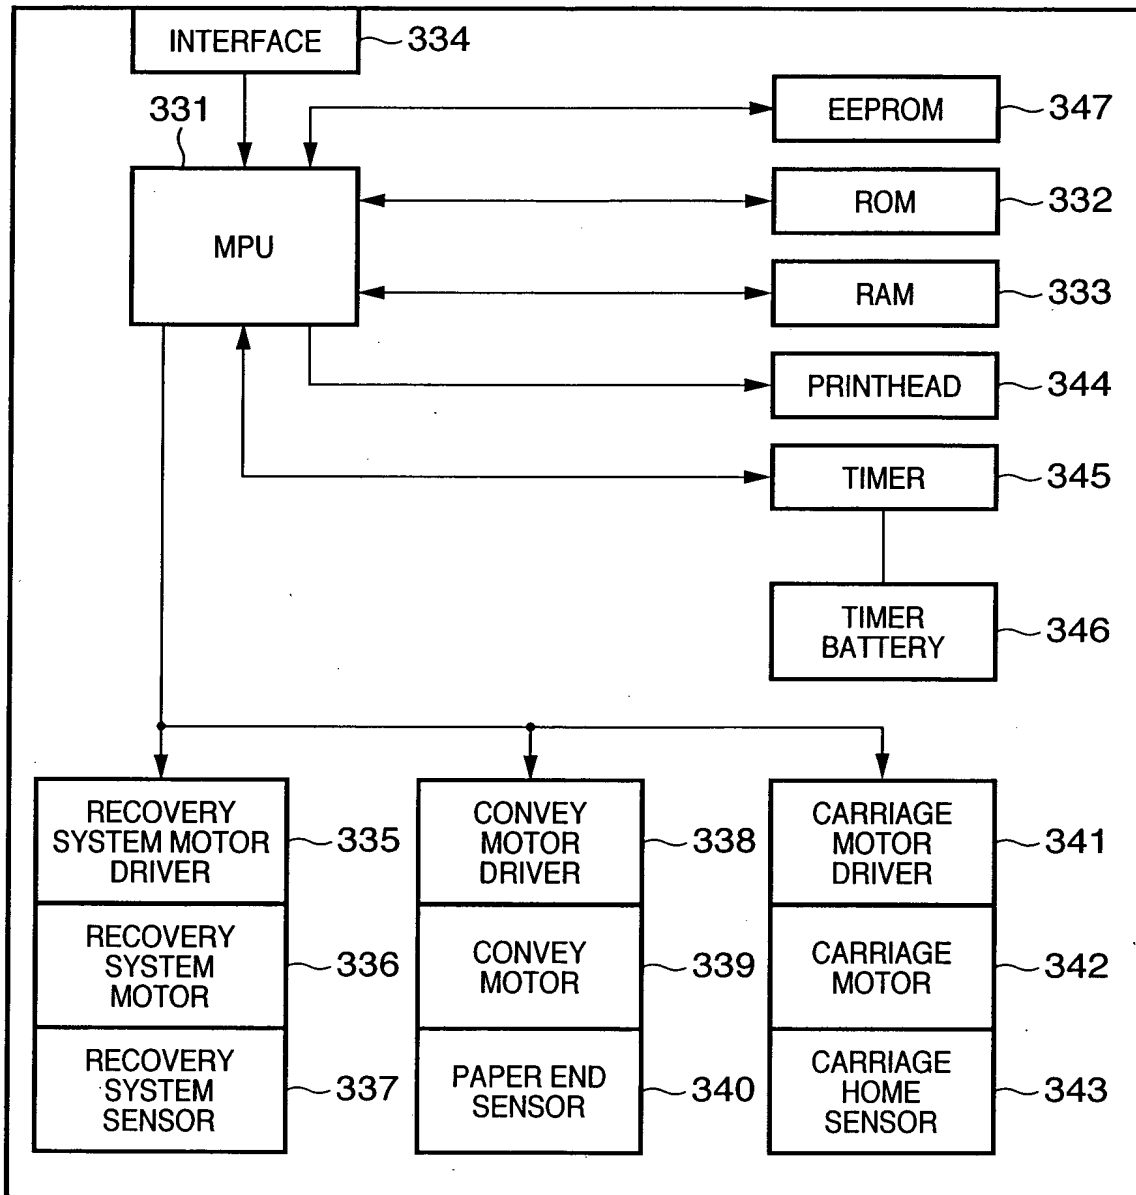 INTERFACE
334
331
MPU
EEPROM
347
ROM
332
RAM
333
PRINTHEAD
344
TIMER
345
TIMER
BATTERY
346
RECOVERY
SYSTEM MOTOR
DRIVER
335
RECOVERY
SYSTEM
MOTOR
336
RECOVERY
SYSTEM
SENSOR
337
CONVEY
MOTOR
DRIVER
338
CONVEY
MOTOR
339
PAPER END
SENSOR
340
CARRIAGE
MOTOR
DRIVER
341
CARRIAGE
MOTOR
342
CARRIAGE
HOME
SENSOR
343